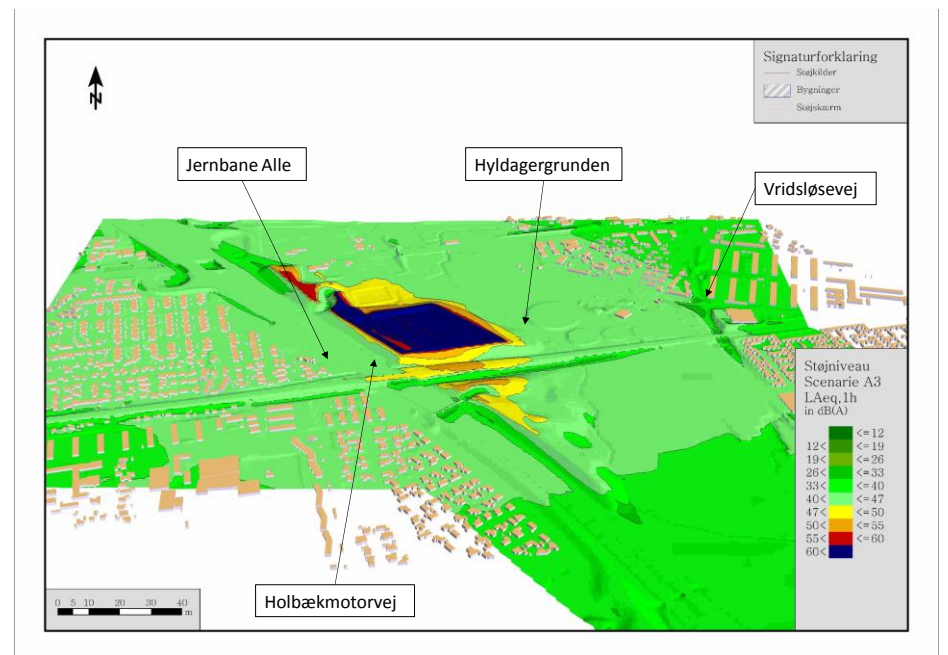 Signaturforklaring
Støjkilder
Bygninger
Støjskærm
N
Jernbane Alle
Hyldagergrunden
Vridsløsevej
Støjniveau
Scenarie A3
LAeq,1h
in dB(A)
<=12
12< <=19
19< <=26
26< <=33
33< <=40
40< <=47
47< <=50
50< <=55
55< <=60
60<
Holbækmotorvej
0 5 10 20 30 40
m